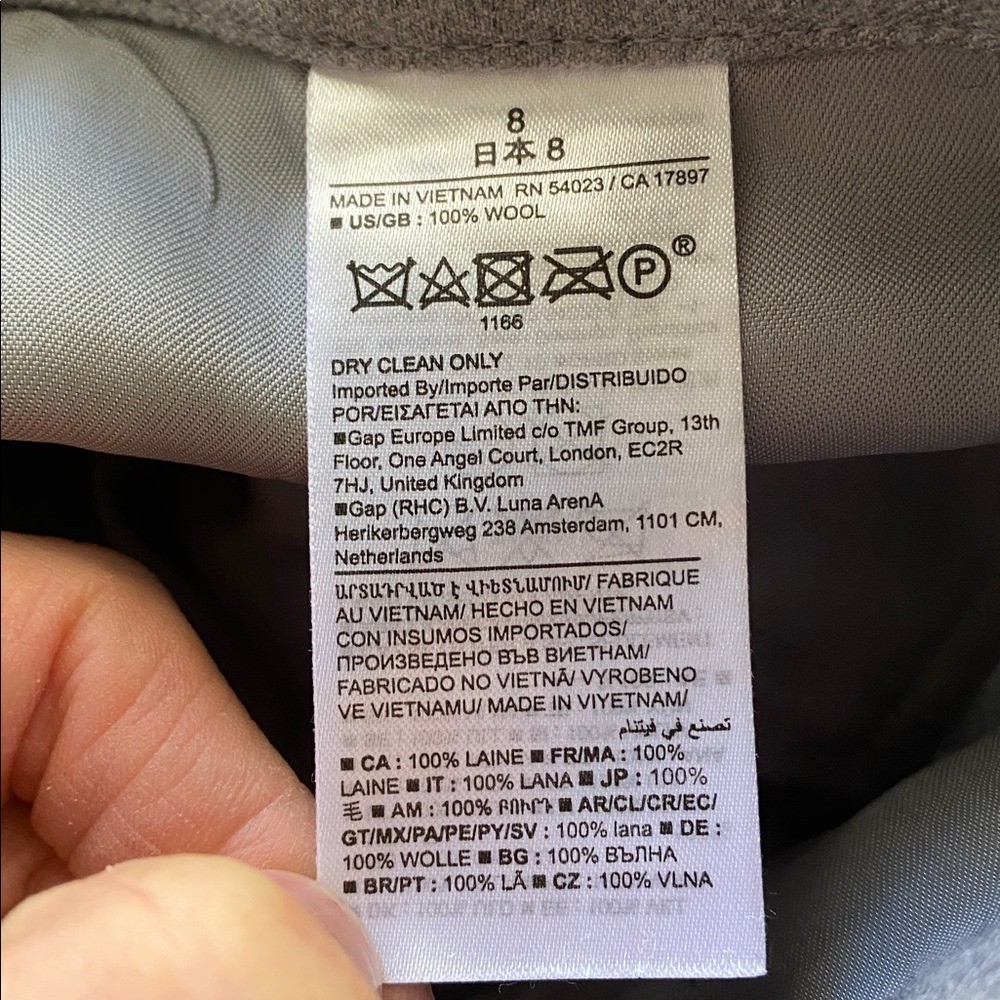 8
日本 8
MADE IN VIETNAM RN 54023 / CA 17897
■ US/GB : 100% WOOL
P ®
1166
DRY CLEAN ONLY
Imported By/Importe Par/DISTRIBUIDO
POR/ΕΙΣΑΓΕΤΑΙ ΑΠΟ ΤΗΝ:
■Gap Europe Limited c/o TMF Group, 13th
Floor, One Angel Court, London, EC2R
7HJ, United Kingdom
■Gap (RHC) B.V. Luna ArenA
Herikerbergweg 238 Amsterdam, 1101 CM,
Netherlands
ԱՐՏԱԴՐՎԱԾ Է ՎԻԵՏՆԱՄՈՒՄ/ FABRIQUE
AU VIETNAM/ HECHO EN VIETNAM
CON INSUMOS IMPORTADOS/
ПРОИЗВЕДЕНО ВЪВ ВИЕТНАМ/
FABRICADO NO VIETNÃ/ VYROBENO
VE VIETNAMU/ MADE IN VIYETNAM/
تصنع في فيتنام
■ CA : 100% LAINE ■ FR/MA : 100%
LAINE ■ IT : 100% LANA ■ JP : 100%
毛 ■ AM : 100% ԲՈՒՐԴ ■ AR/CL/CR/EC/
GT/MX/PA/PE/PY/SV : 100% lana ■ DE :
100% WOLLE ■ BG : 100% ВЪЛНА
■ BR/PT : 100% LÃ ■ CZ : 100% VLNA